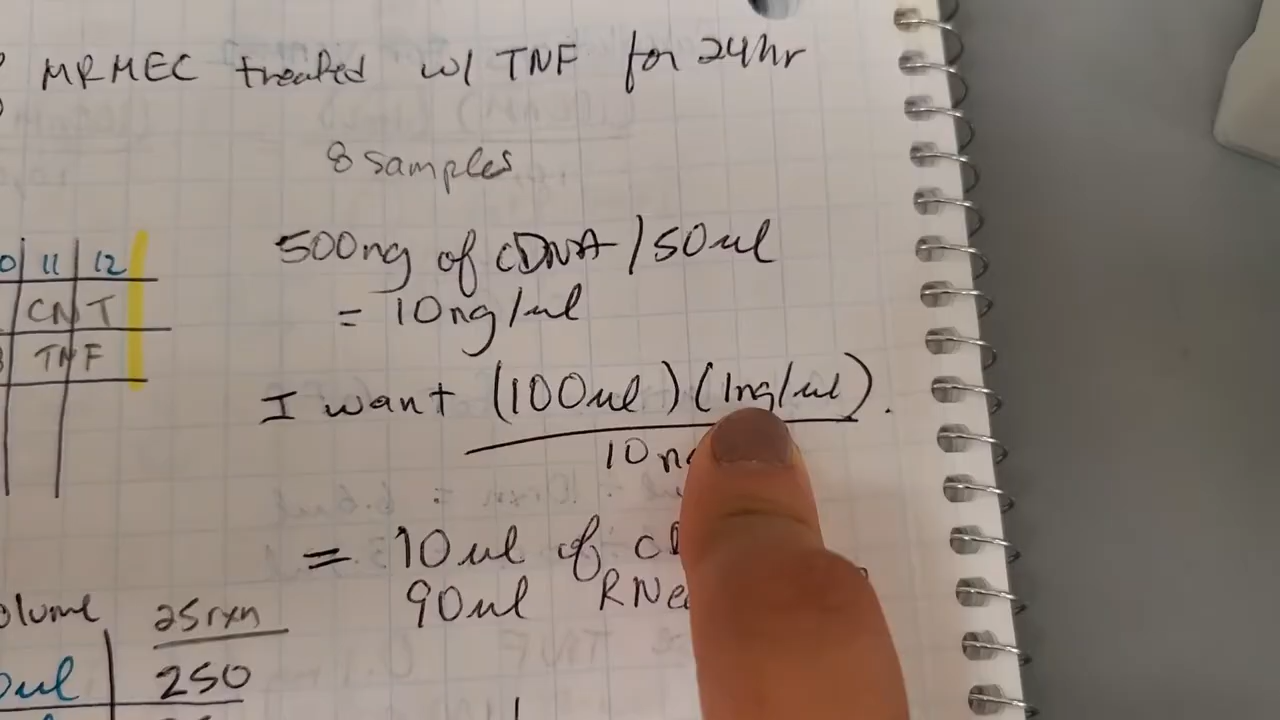 MRMEC treated w/ TNF for 24hr
8 samples
500ng of cDNA/50ul
= 10ng/ul
11 12
CNT
TNF
I want (100ul)(1ng/ul).
10
= 10ul of
90ul
25rxn
250